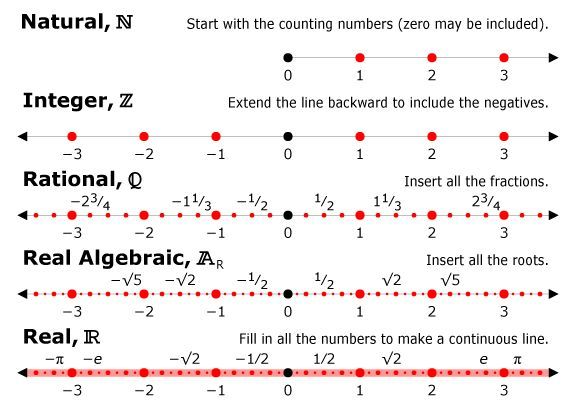 Natural, ℕ Start with the counting numbers (zero may be included).
0 1 2 3
Integer, ℤ Extend the line backward to include the negatives.
−3 −2 −1 0 1 2 3
Rational, ℚ Insert all the fractions.
−2³/₄ −1¹/₃ −¹/₂ ¹/₂ 1¹/₃ 2³/₄
−3 −2 −1 0 1 2 3
Real Algebraic, 𝔸ᵣ Insert all the roots.
−√5 −√2 −¹/₂ ¹/₂ √2 √5
−3 −2 −1 0 1 2 3
Real, ℝ Fill in all the numbers to make a continuous line.
−π −e −√2 −1/2 1/2 √2 e π
−3 −2 −1 0 1 2 3